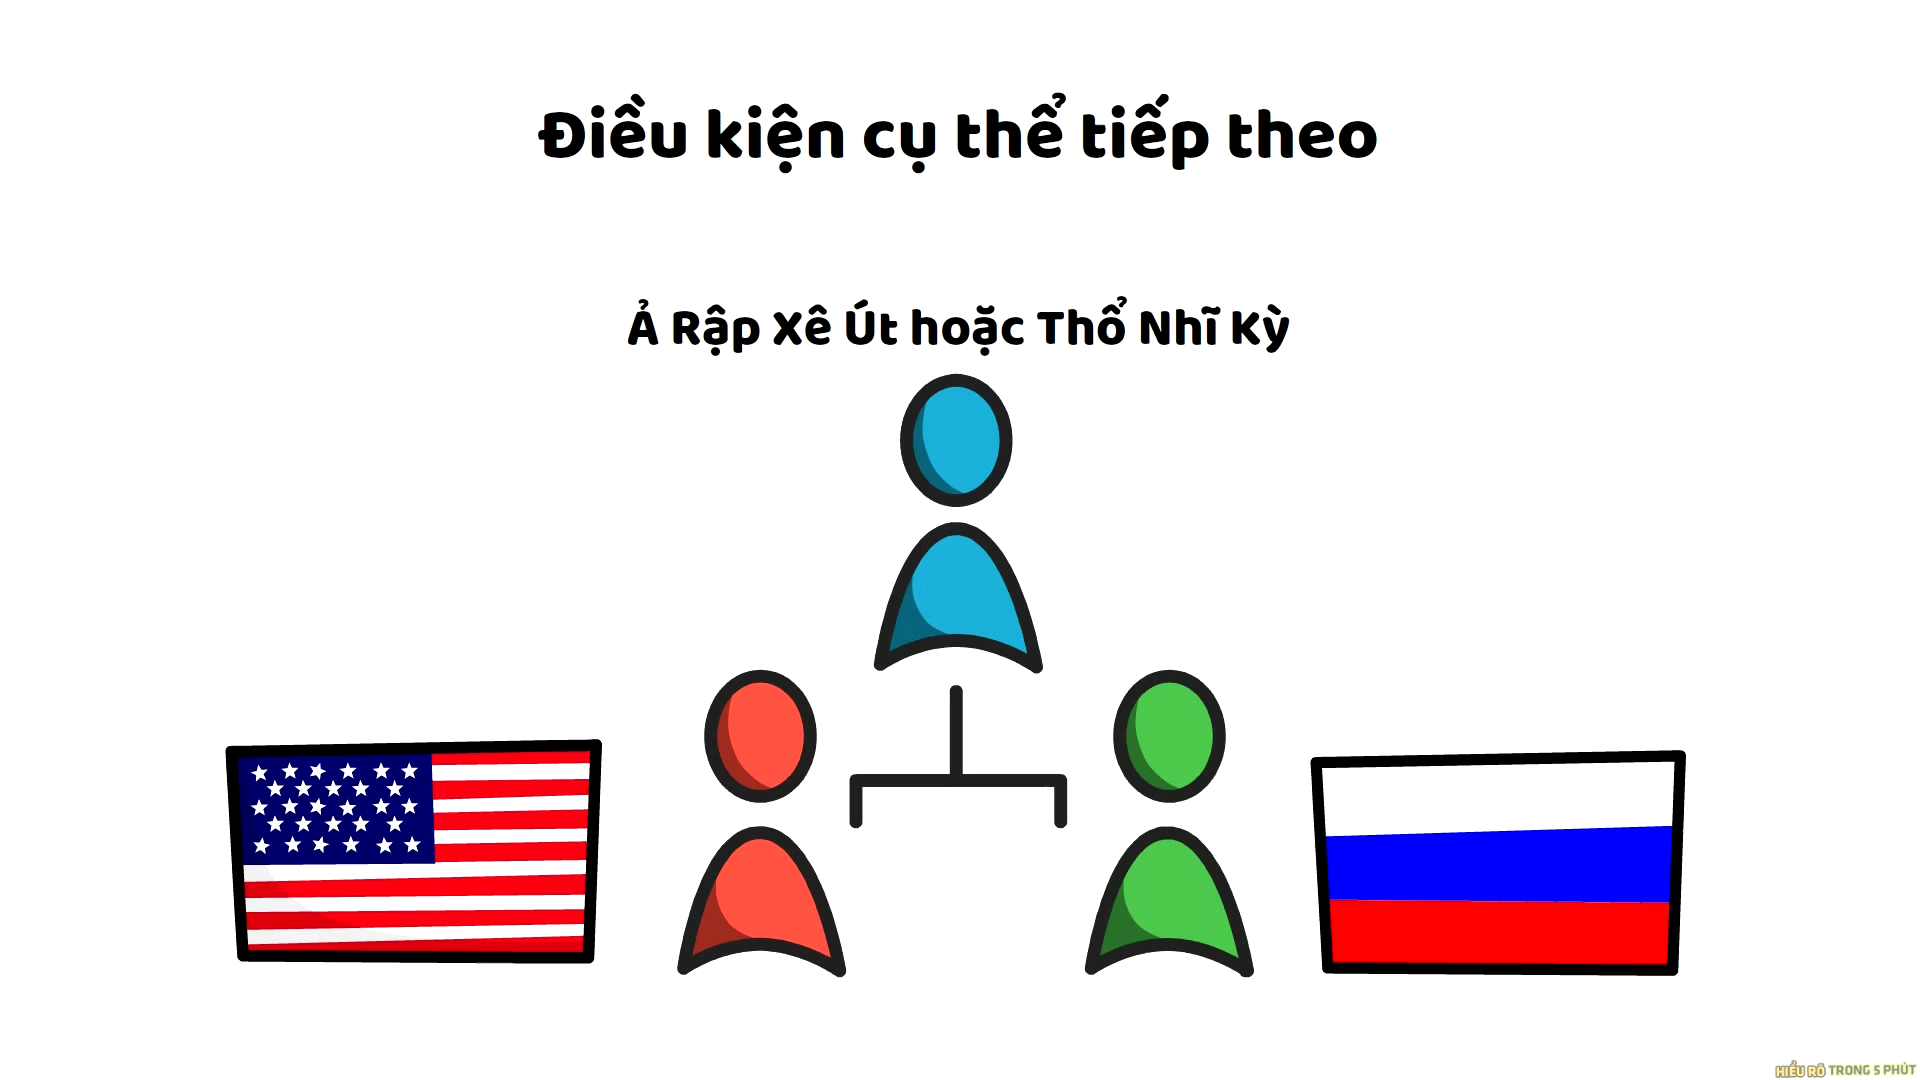 Điều kiện cụ thể tiếp theo
Ả Rập Xê Út hoặc Thổ Nhĩ Kỳ
HIỂU RÕ TRONG 5 PHÚT